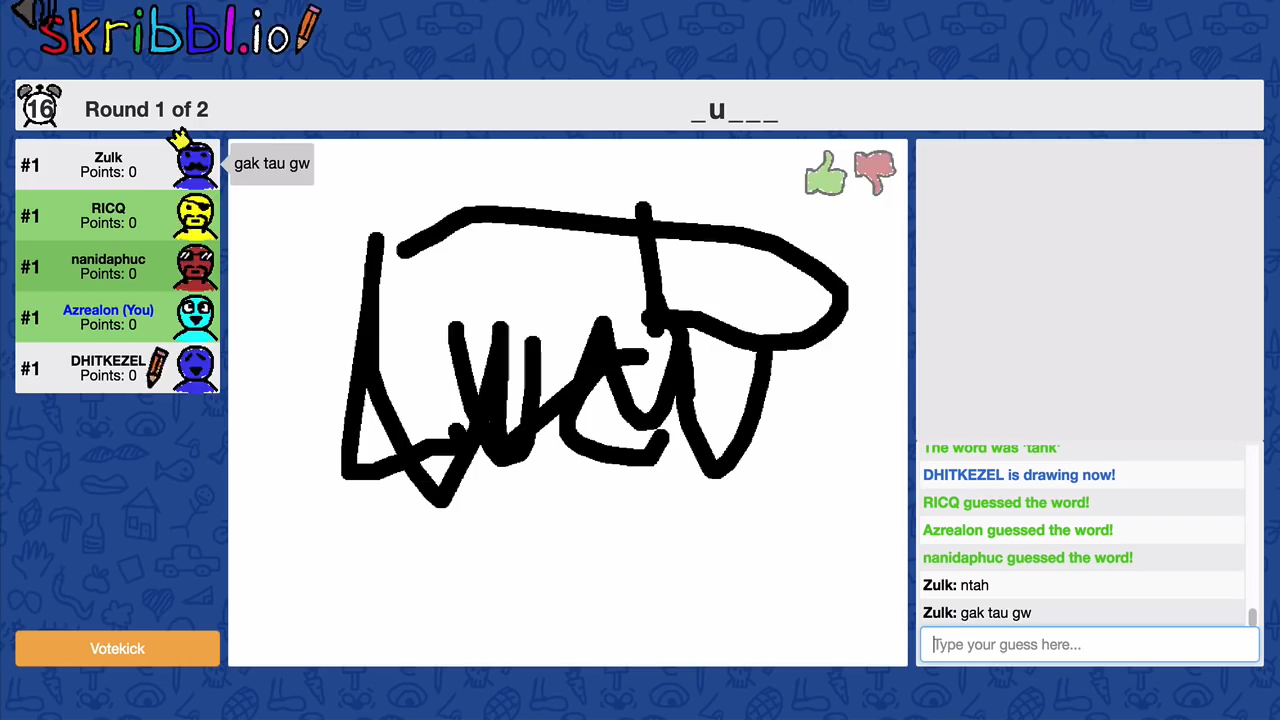 skribbl.io
16
Round 1 of 2
_u___
#1
Zulk
Points: 0
gak tau gw
#1
RICQ
Points: 0
#1
nanidaphuc
Points: 0
#1
Azrealon (You)
Points: 0
#1
DHITKEZEL
Points: 0
The word was 'tank'
DHITKEZEL is drawing now!
RICQ guessed the word!
Azrealon guessed the word!
nanidaphuc guessed the word!
Zulk: ntah
Zulk: gak tau gw
Type your guess here...
Votekick